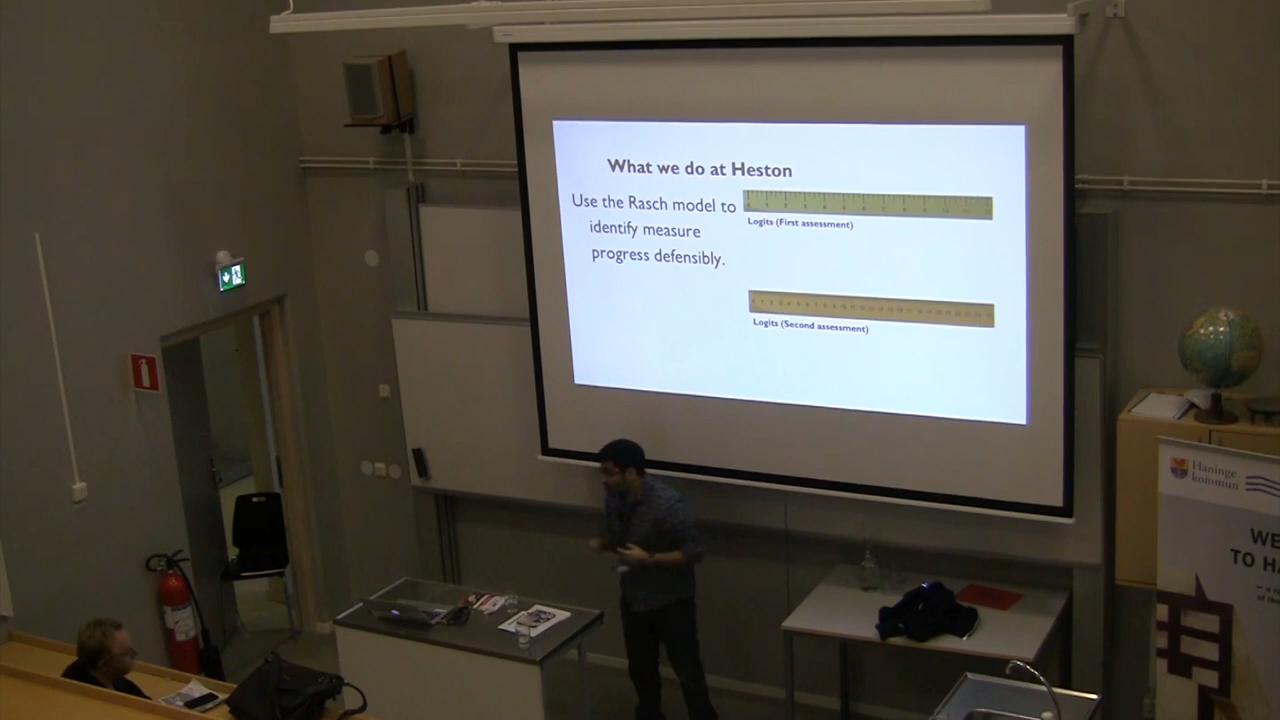 What we do at Heston
Use the Rasch model to
identify measure
progress defensibly.
Logits (First assessment)
Logits (Second assessment)
Haninge
kommun
WE
TO HA